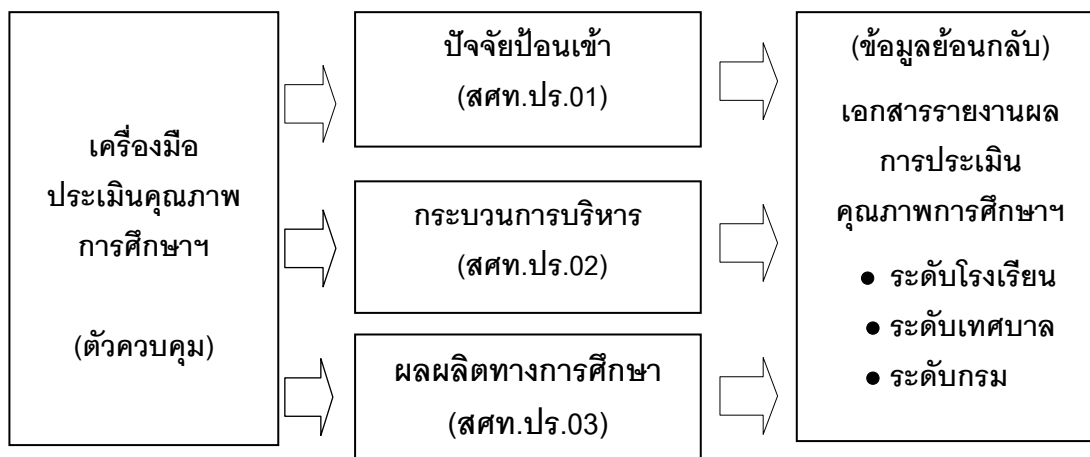 เครื่องมือ
ประเมินคุณภาพ
การศึกษาฯ
(ตัวควบคุม)
ปัจจัยป้อนเข้า
(สศท.ปร.01)
กระบวนการบริหาร
(สศท.ปร.02)
ผลผลิตทางการศึกษา
(สศท.ปร.03)
(ข้อมูลย้อนกลับ)
เอกสารรายงานผล
การประเมิน
คุณภาพการศึกษาฯ
● ระดับโรงเรียน
● ระดับเทศบาล
● ระดับกรม